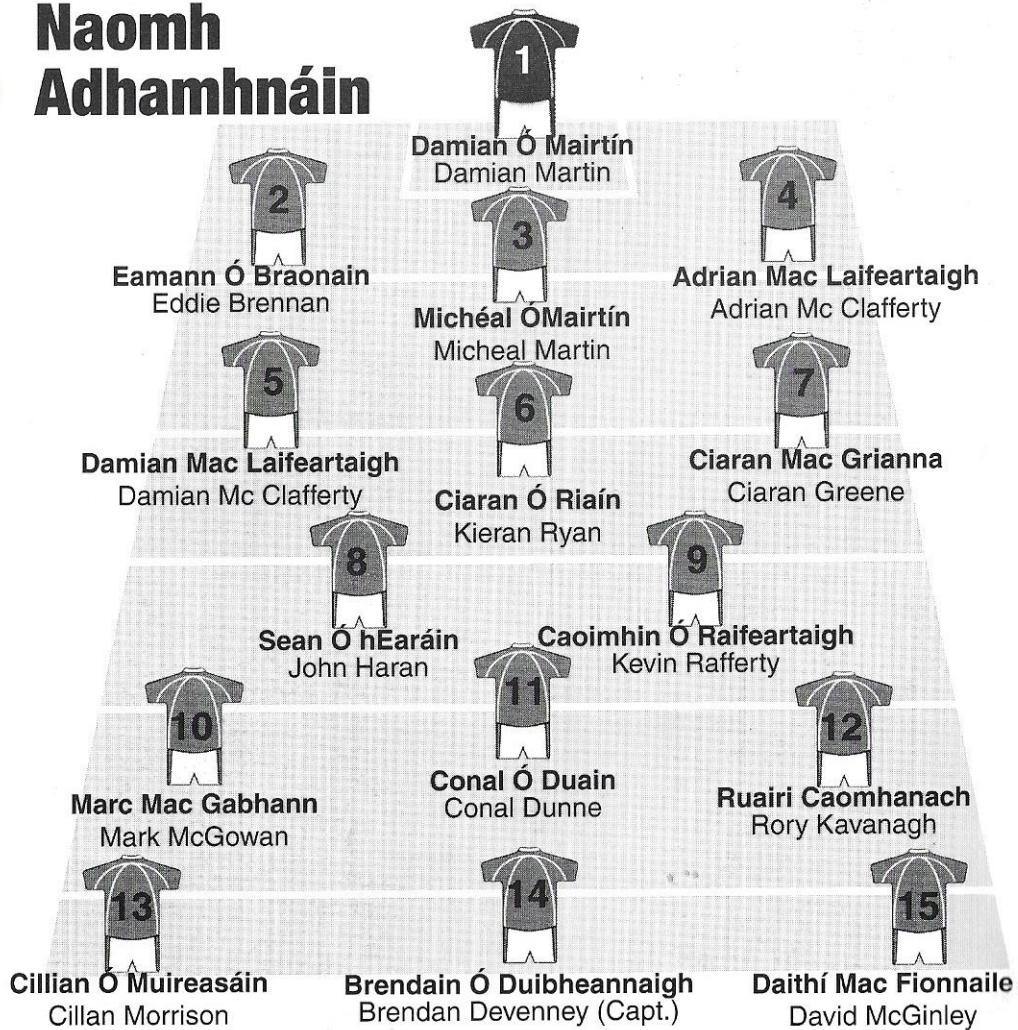 Naomh
Adhamhnáin
1
Damian Ó Mairtín
Damian Martin
2
Eamann Ó Braonain
Eddie Brennan
3
Michéal ÓMairtín
Micheal Martin
4
Adrian Mac Laifeartaigh
Adrian Mc Clafferty
5
Damian Mac Laifeartaigh
Damian Mc Clafferty
6
Ciaran Ó Riaín
Kieran Ryan
7
Ciaran Mac Grianna
Ciaran Greene
8
Sean Ó hEaráin
John Haran
9
Caoimhin Ó Raifeartaigh
Kevin Rafferty
10
Marc Mac Gabhann
Mark McGowan
11
Conal Ó Duain
Conal Dunne
12
Ruairi Caomhanach
Rory Kavanagh
13
Cillian Ó Muireasáin
Cillan Morrison
14
Brendain Ó Duibheannaigh
Brendan Devenney (Capt.)
15
Daithí Mac Fionnaile
David McGinley